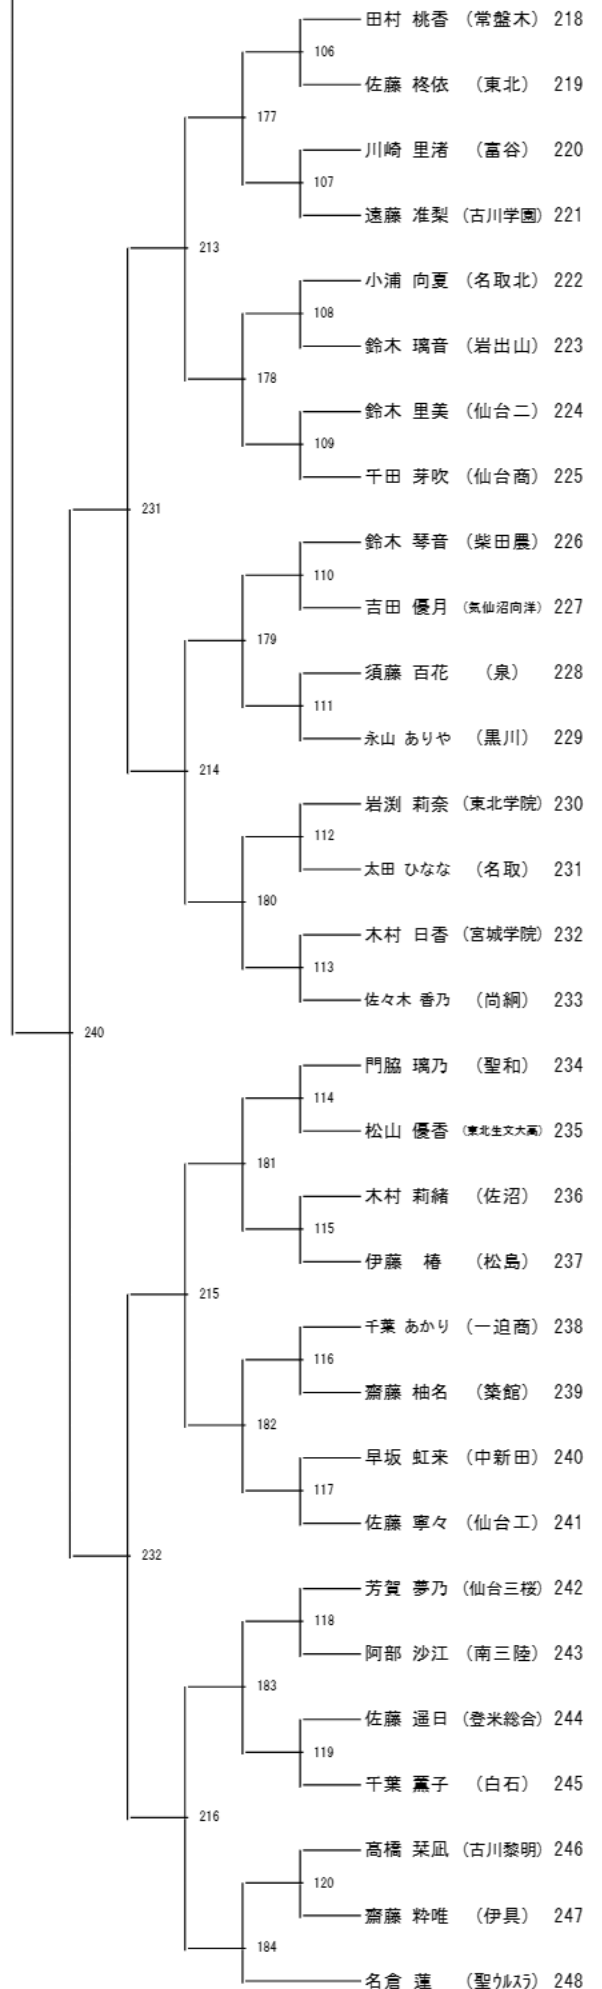 田村 桃香 (常盤木) 218
106
佐藤 柊依 (東北) 219
177
川崎 里渚 (富谷) 220
107
遠藤 准梨 (古川学園) 221
213
小浦 向夏 (名取北) 222
108
鈴木 璃音 (岩出山) 223
178
鈴木 里美 (仙台二) 224
109
千田 芽吹 (仙台商) 225
231
鈴木 琴音 (柴田農) 226
110
吉田 優月 (気仙沼向洋) 227
179
須藤 百花 (泉) 228
111
永山 ありや (黒川) 229
214
岩渕 莉奈 (東北学院) 230
112
太田 ひなな (名取) 231
180
木村 日香 (宮城学院) 232
113
佐々木 香乃 (尚絅) 233
240
門脇 璃乃 (聖和) 234
114
松山 優香 (東北生文大高) 235
181
木村 莉緒 (佐沼) 236
115
伊藤 椿 (松島) 237
215
千葉 あかり (一迫商) 238
116
齋藤 柚名 (築館) 239
182
早坂 虹来 (中新田) 240
117
佐藤 寧々 (仙台工) 241
232
芳賀 夢乃 (仙台三桜) 242
118
阿部 沙江 (南三陸) 243
183
佐藤 遥日 (登米総合) 244
119
千葉 薫子 (白石) 245
216
髙橋 栞凪 (古川黎明) 246
120
齋藤 粋唯 (伊具) 247
184
名倉 蓮 (聖ウルスラ) 248